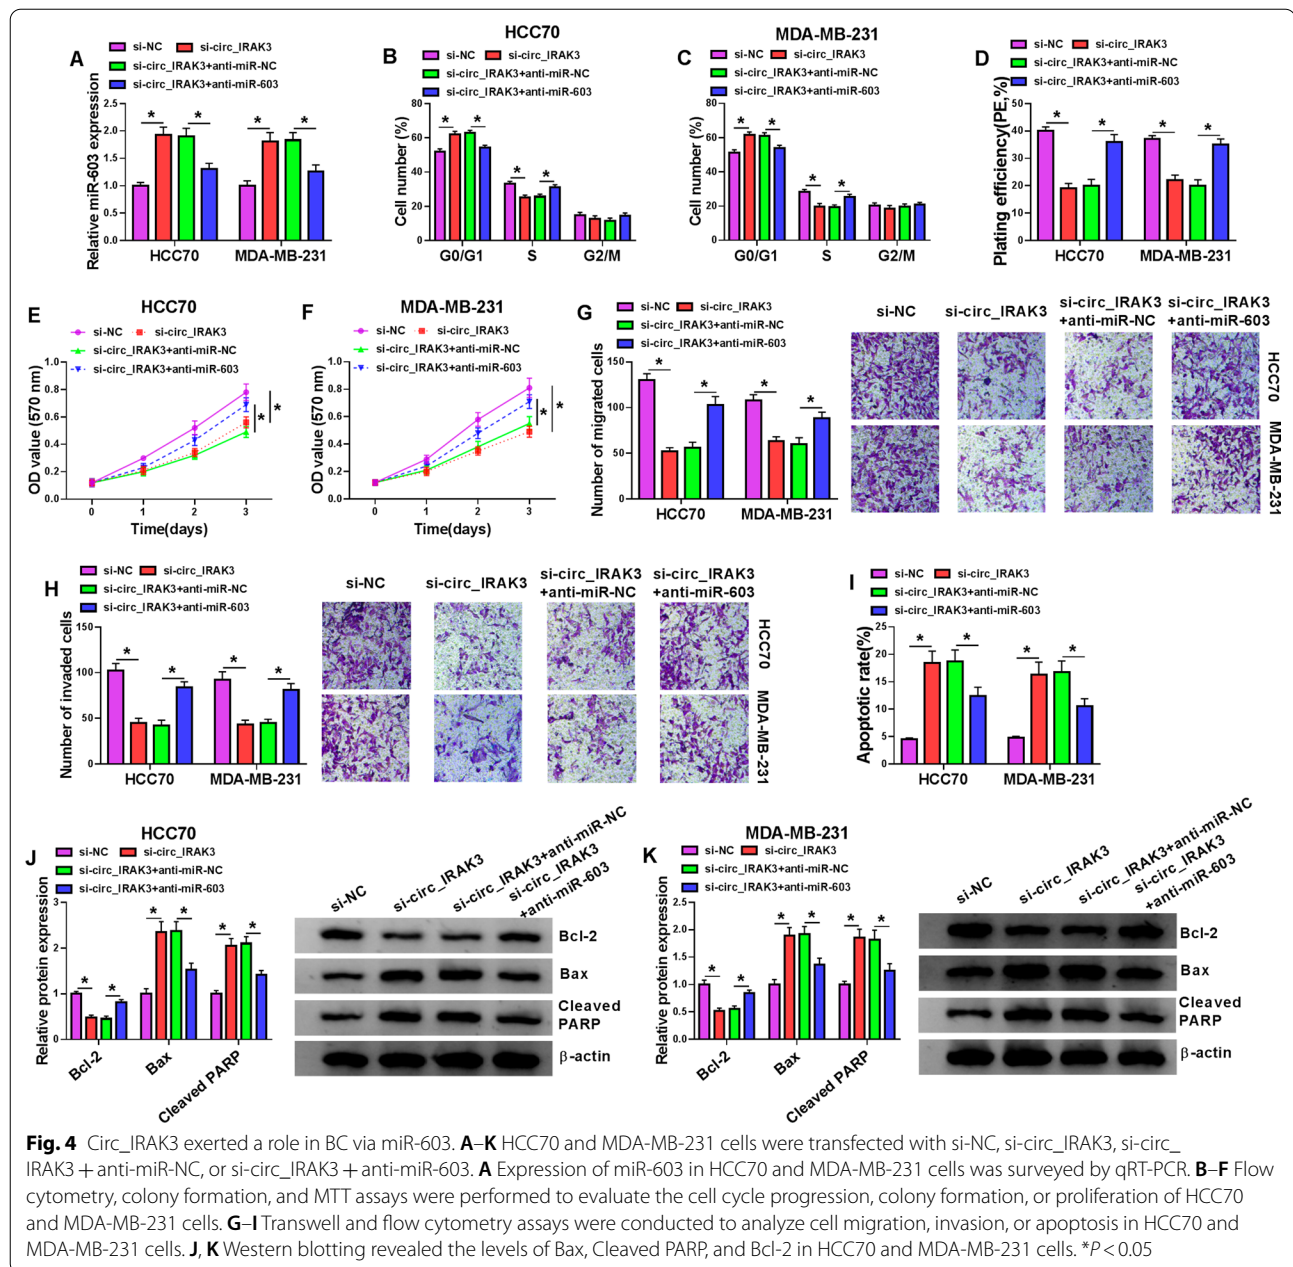 A
si-NC si-circ_IRAK3
si-circ_IRAK3+anti-miR-NC
si-circ_IRAK3+anti-miR-603
Relative miR-603 expression
2.5
2.0
1.5
1.0
0.5
0.0
* * * *
HCC70 MDA-MB-231
B
HCC70
si-NC si-circ_IRAK3
si-circ_IRAK3+anti-miR-NC
si-circ_IRAK3+anti-miR-603
Cell number (%)
80
60
40
20
0
* * * *
G0/G1 S G2/M
C
MDA-MB-231
si-NC si-circ_IRAK3
si-circ_IRAK3+anti-miR-NC
si-circ_IRAK3+anti-miR-603
Cell number (%)
80
60
40
20
0
* * * *
G0/G1 S G2/M
D
si-NC si-circ_IRAK3
si-circ_IRAK3+anti-miR-NC
si-circ_IRAK3+anti-miR-603
Plating efficiency(PE,%)
50
40
30
20
10
0
* * * *
HCC70 MDA-MB-231
E
HCC70
si-NC si-circ_IRAK3
si-circ_IRAK3+anti-miR-NC
si-circ_IRAK3+anti-miR-603
OD value (570 nm)
1.0
0.8
0.6
0.4
0.2
0.0
* *
0 1 2 3
Time(days)
F
MDA-MB-231
si-NC si-circ_IRAK3
si-circ_IRAK3+anti-miR-NC
si-circ_IRAK3+anti-miR-603
OD value (570 nm)
1.0
0.8
0.6
0.4
0.2
0.0
* *
0 1 2 3
Time(days)
G
si-NC si-circ_IRAK3
si-circ_IRAK3+anti-miR-NC
si-circ_IRAK3+anti-miR-603
Number of migrated cells
150
100
50
0
* * * *
HCC70 MDA-MB-231
si-NC si-circ_IRAK3 si-circ_IRAK3 +anti-miR-NC si-circ_IRAK3 +anti-miR-603
HCC70
MDA-MB-231
H
si-NC si-circ_IRAK3
si-circ_IRAK3+anti-miR-NC
si-circ_IRAK3+anti-miR-603
Number of invaded cells
150
100
50
0
* * * *
HCC70 MDA-MB-231
si-NC si-circ_IRAK3 si-circ_IRAK3 +anti-miR-NC si-circ_IRAK3 +anti-miR-603
HCC70
MDA-MB-231
I
si-NC si-circ_IRAK3
si-circ_IRAK3+anti-miR-NC
si-circ_IRAK3+anti-miR-603
Apoptotic rate(%)
25
20
15
10
5
0
* * * *
HCC70 MDA-MB-231
J
HCC70
si-NC si-circ_IRAK3
si-circ_IRAK3+anti-miR-NC
si-circ_IRAK3+anti-miR-603
Relative protein expression
3
2
1
0
* * * * * *
Bcl-2 Bax Cleaved PARP
si-NC si-circ_IRAK3 si-circ_IRAK3+anti-miR-NC si-circ_IRAK3 +anti-miR-603
Bcl-2
Bax
Cleaved
PARP
β-actin
K
MDA-MB-231
si-NC si-circ_IRAK3
si-circ_IRAK3+anti-miR-NC
si-circ_IRAK3+anti-miR-603
Relative protein expression
2.5
2.0
1.5
1.0
0.5
0.0
* * * * * *
Bcl-2 Bax Cleaved PARP
si-NC si-circ_IRAK3 si-circ_IRAK3+anti-miR-NC si-circ_IRAK3 +anti-miR-603
Bcl-2
Bax
Cleaved
PARP
β-actin
Fig. 4 Circ_IRAK3 exerted a role in BC via miR-603. A–K HCC70 and MDA-MB-231 cells were transfected with si-NC, si-circ_IRAK3, si-circ_
IRAK3 + anti-miR-NC, or si-circ_IRAK3 + anti-miR-603. A Expression of miR-603 in HCC70 and MDA-MB-231 cells was surveyed by qRT-PCR. B–F Flow
cytometry, colony formation, and MTT assays were performed to evaluate the cell cycle progression, colony formation, or proliferation of HCC70
and MDA-MB-231 cells. G–I Transwell and flow cytometry assays were conducted to analyze cell migration, invasion, or apoptosis in HCC70 and
MDA-MB-231 cells. J, K Western blotting revealed the levels of Bax, Cleaved PARP, and Bcl-2 in HCC70 and MDA-MB-231 cells. *P < 0.05